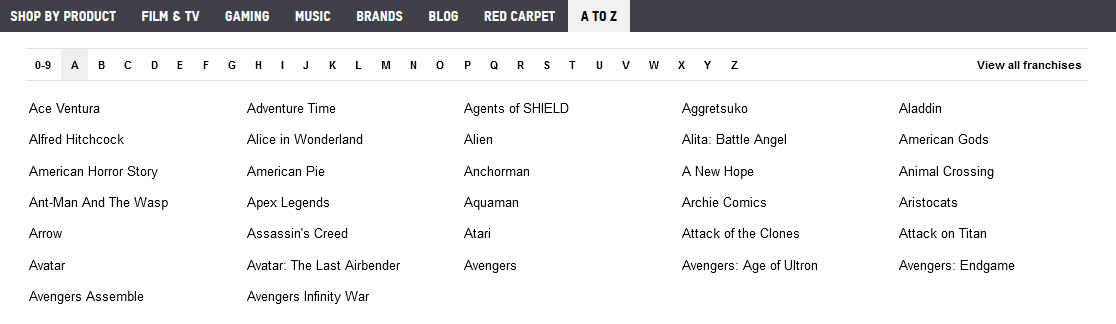 SHOP BY PRODUCT FILM & TV GAMING MUSIC BRANDS BLOG RED CARPET A TO Z
0-9 A B C D E F G H I J K L M N O P Q R S T U V W X Y Z View all franchises
Ace Ventura Adventure Time Agents of SHIELD Aggretsuko Aladdin
Alfred Hitchcock Alice in Wonderland Alien Alita: Battle Angel American Gods
American Horror Story American Pie Anchorman A New Hope Animal Crossing
Ant-Man And The Wasp Apex Legends Aquaman Archie Comics Aristocats
Arrow Assassin's Creed Atari Attack of the Clones Attack on Titan
Avatar Avatar: The Last Airbender Avengers Avengers: Age of Ultron Avengers: Endgame
Avengers Assemble Avengers Infinity War